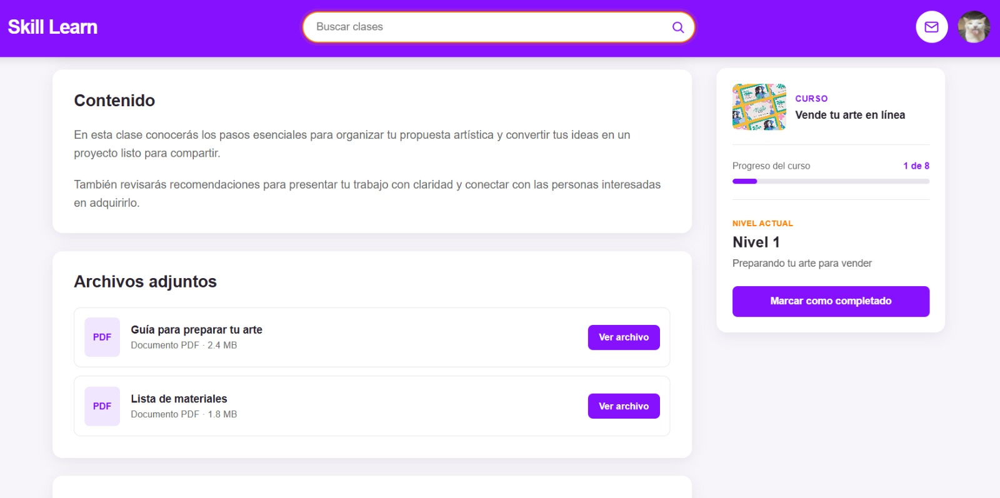 Skill Learn
Buscar clases
Contenido
En esta clase conocerás los pasos esenciales para organizar tu propuesta artística y convertir tus ideas en un
proyecto listo para compartir.
También revisarás recomendaciones para presentar tu trabajo con claridad y conectar con las personas interesadas
en adquirirlo.
Archivos adjuntos
PDF
Guía para preparar tu arte
Documento PDF · 2.4 MB
Ver archivo
PDF
Lista de materiales
Documento PDF · 1.8 MB
Ver archivo
CURSO
Vende tu arte en línea
Progreso del curso
1 de 8
NIVEL ACTUAL
Nivel 1
Preparando tu arte para vender
Marcar como completado